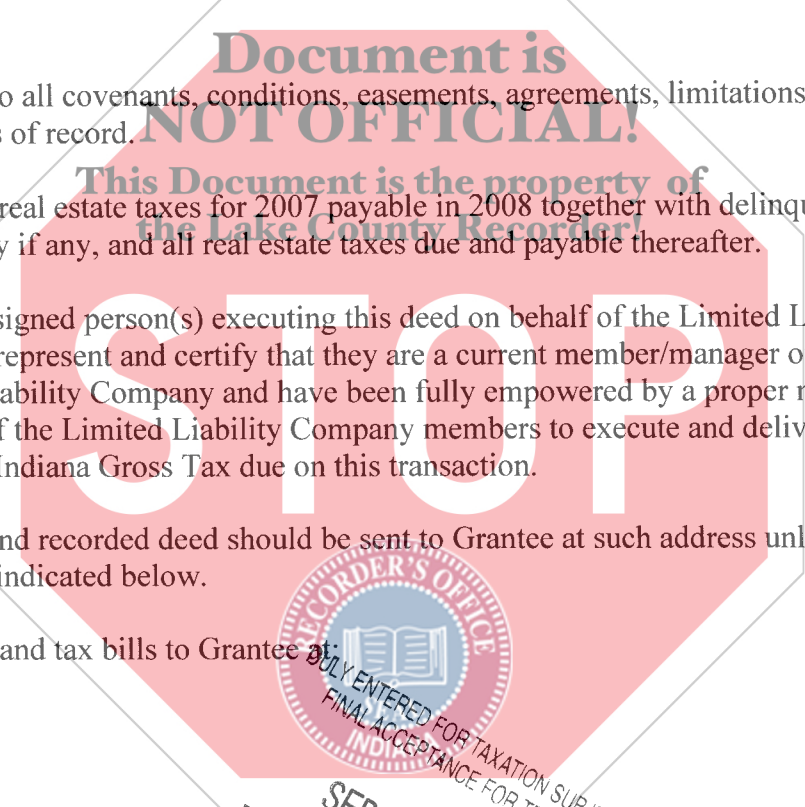 Document is
o all covenants, conditions, easements, agreements, limitations
s of record.
NOT OFFICIAL!
This Document is the property of
real estate taxes for 2007 payable in 2008 together with delinqu
the Lake County Recorder!
y if any, and all real estate taxes due and payable thereafter.
STOP
signed person(s) executing this deed on behalf of the Limited L
represent and certify that they are a current member/manager o
ability Company and have been fully empowered by a proper r
f the Limited Liability Company members to execute and deliv
Indiana Gross Tax due on this transaction.
nd recorded deed should be sent to Grantee at such address unl
indicated below.
RECORDER'S OFFICE
SEAL
INDIANA
and tax bills to Grantee at:
DULY ENTERED FOR TAXATION SUBJ
FINAL ACCEPTANCE FOR TR
SEP